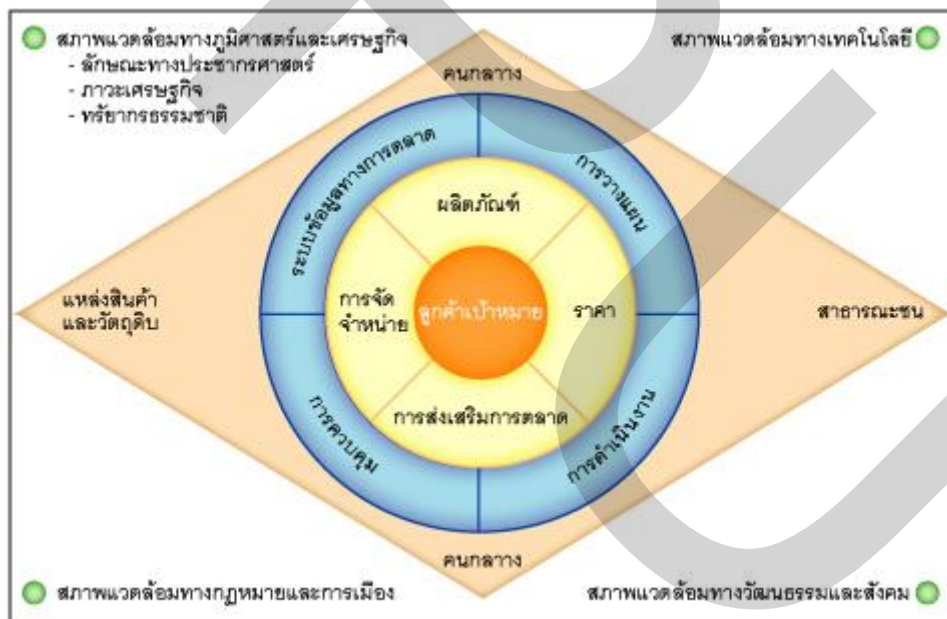 สภาพแวดล้อมทางภูมิศาสตร์และเศรษฐกิจ
- ลักษณะทางประชากรศาสตร์
- ภาวะเศรษฐกิจ
- ทรัยากรธรรมชาติ
สภาพแวดล้อมทางเทคโนโลยี
คนกลาาง
ระบบข้อมูลทางการตลาด
การวางแผน
ผลิตภัณฑ์
แหล่งสินค้า
และวัตถุดิบ
การจัด
จำหน่าย
ลูกค้าเป้าหมาย
ราคา
สาธารณะชน
การส่งเสริมการตลาด
การควบคุม
การดำเนินงาน
คนกลาาง
สภาพแวดล้อมทางกฎหมายและการเมือง
สภาพแวดล้อมทางวัฒนธรรมและสังคม